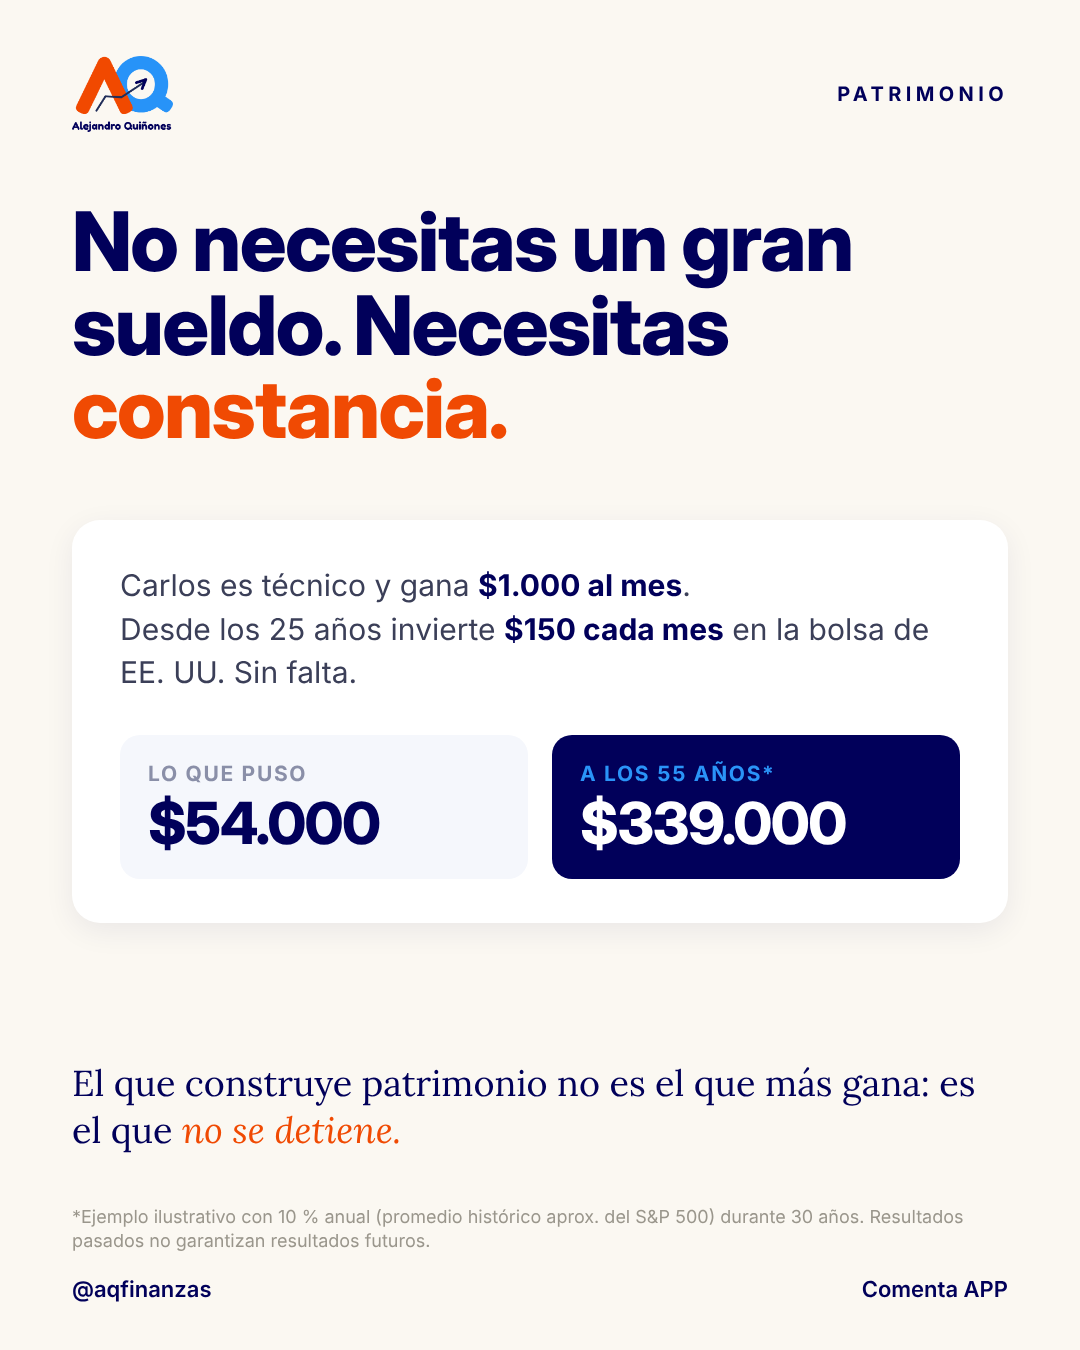 AQ
Alejandro Quiñones
PATRIMONIO
No necesitas un gran
sueldo. Necesitas
constancia.
Carlos es técnico y gana $1.000 al mes.
Desde los 25 años invierte $150 cada mes en la bolsa de
EE. UU. Sin falta.
LO QUE PUSO
$54.000
A LOS 55 AÑOS*
$339.000
El que construye patrimonio no es el que más gana: es
el que no se detiene.
*Ejemplo ilustrativo con 10 % anual (promedio histórico aprox. del S&P 500) durante 30 años. Resultados
pasados no garantizan resultados futuros.
@aqfinanzas
Comenta APP